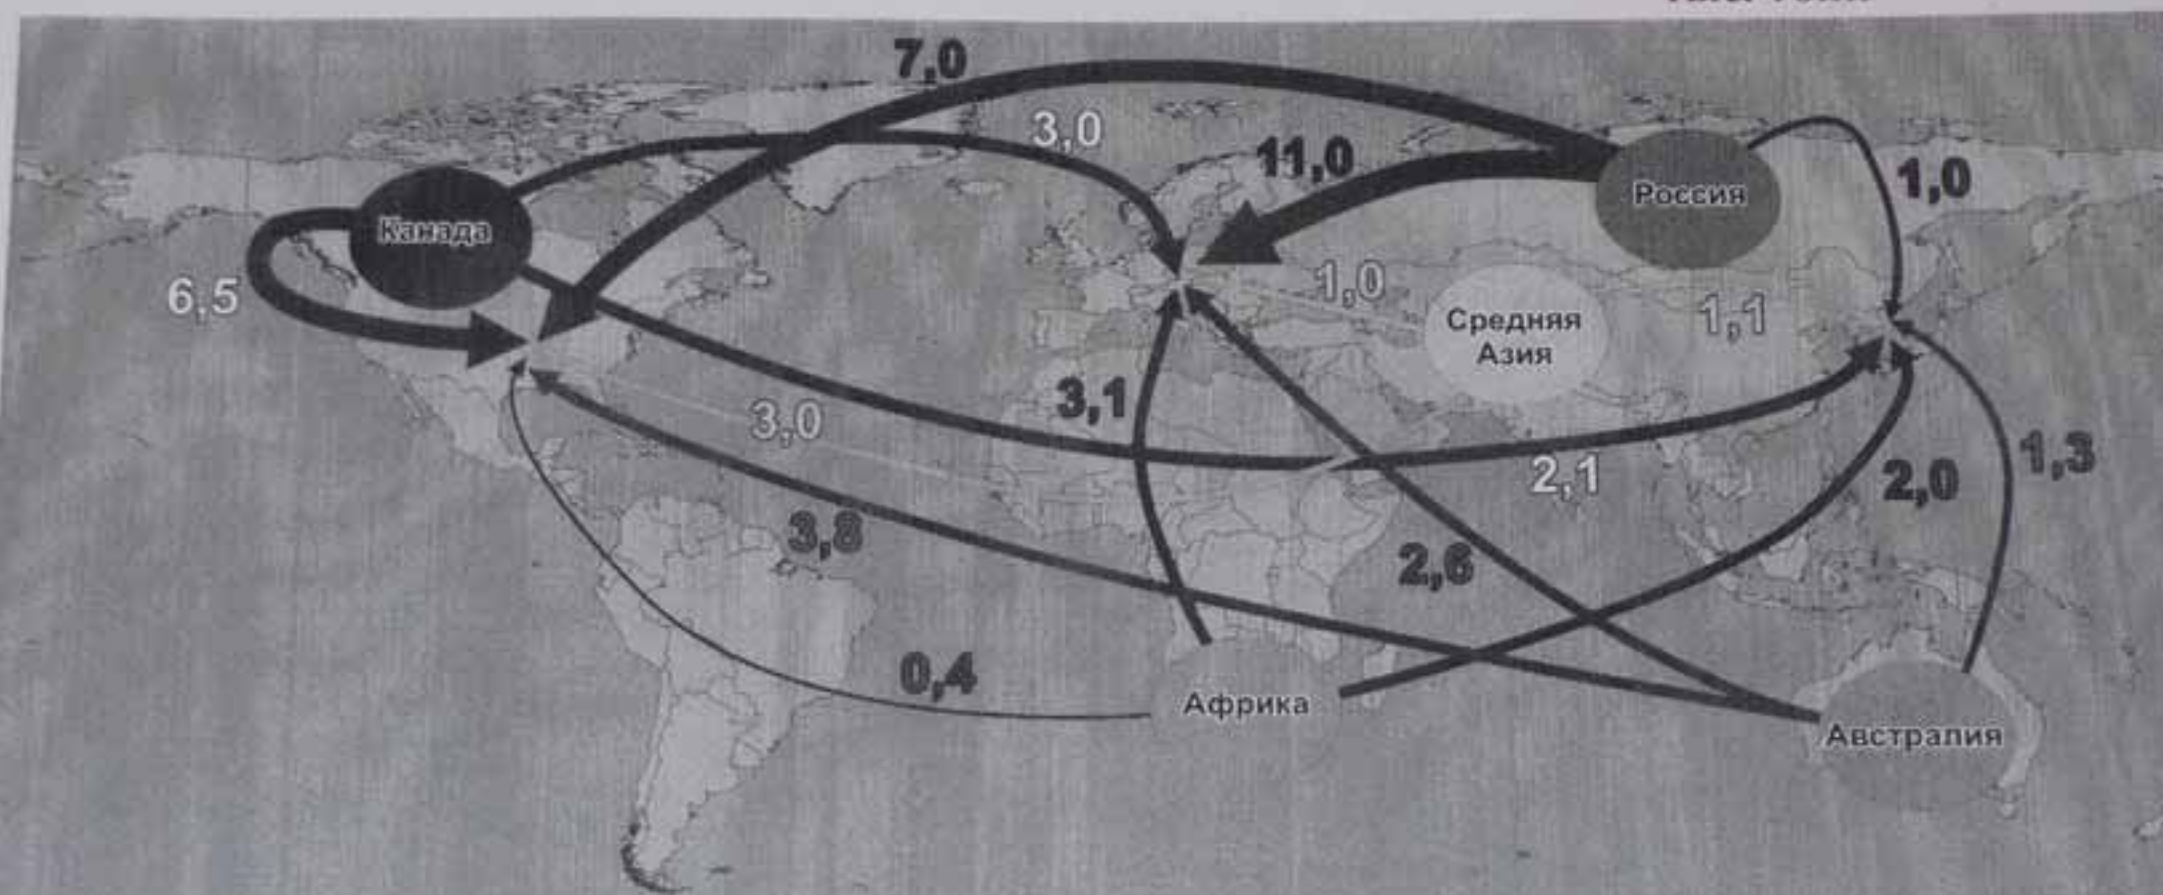 7,0
3,0
11,0
1,0
Россия
Канада
6,5
1,0
Средняя
Азия
1,1
3,1
3,0
2,1
2,0
1,3
3,8
2,6
0,4
Африка
Австралия